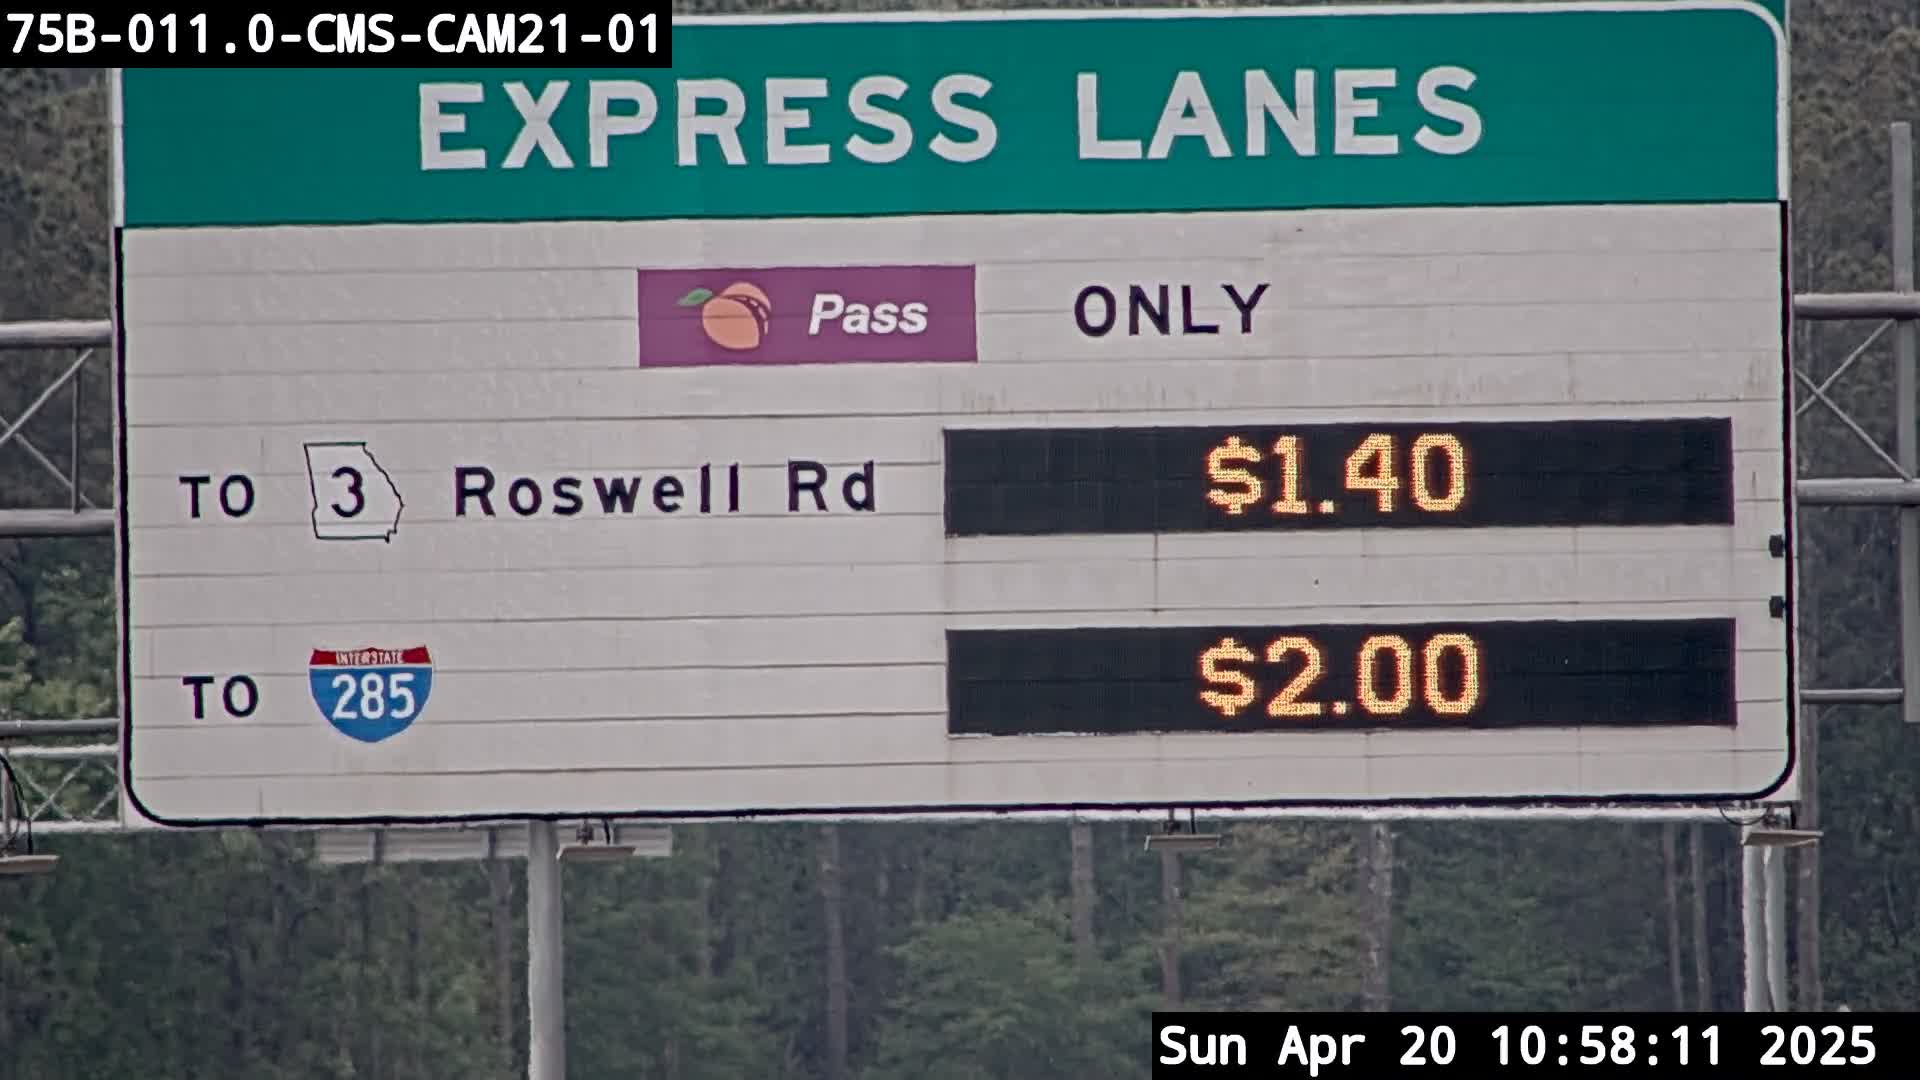 75B-011.0-CMS-CAM21-01
EXPRESS LANES
Pass ONLY
TO 3 Roswell Rd $1.40
INTERSTATE
TO 285 $2.00
Sun Apr 20 10:58:11 2025